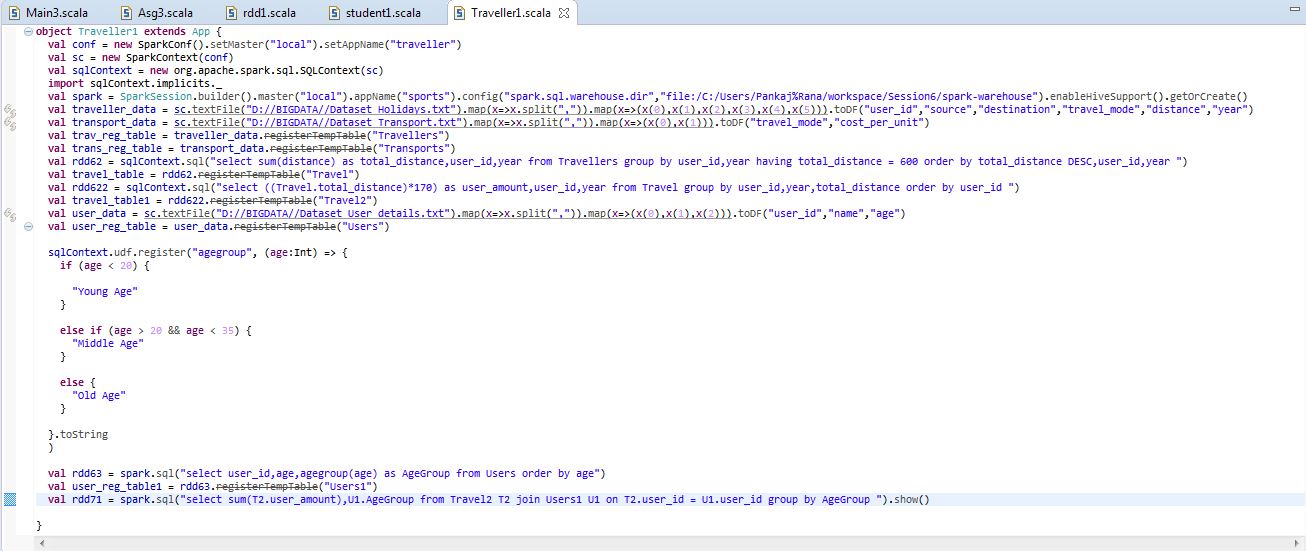 Main3.scala Asg3.scala rdd1.scala student1.scala Traveller1.scala
object Traveller1 extends App {
val conf = new SparkConf().setMaster("local").setAppName("traveller")
val sc = new SparkContext(conf)
val sqlContext = new org.apache.spark.sql.SQLContext(sc)
import sqlContext.implicits._
val spark = SparkSession.builder().master("local").appName("sports").config("spark.sql.warehouse.dir","file:/C:/Users/Pankaj%Rana/workspace/Session6/spark-warehouse").enableHiveSupport().getOrCreate()
val traveller_data = sc.textFile("D://BIGDATA//Dataset_Holidays.txt").map(x=>x.split(",")).map(x=>(x(0),x(1),x(2),x(3),x(4),x(5))).toDF("user_id","source","destination","travel_mode","distance","year")
val transport_data = sc.textFile("D://BIGDATA//Dataset_Transport.txt").map(x=>x.split(",")).map(x=>(x(0),x(1))).toDF("travel_mode","cost_per_unit")
val trav_reg_table = traveller_data.registerTempTable("Travellers")
val trans_reg_table = transport_data.registerTempTable("Transports")
val rdd62 = sqlContext.sql("select sum(distance) as total_distance,user_id,year from Travellers group by user_id,year having total_distance = 600 order by total_distance DESC,user_id,year ")
val travel_table = rdd62.registerTempTable("Travel")
val rdd622 = sqlContext.sql("select ((Travel.total_distance)*170) as user_amount,user_id,year from Travel group by user_id,year,total_distance order by user_id ")
val travel_table1 = rdd622.registerTempTable("Travel2")
val user_data = sc.textFile("D://BIGDATA//Dataset_User_details.txt").map(x=>x.split(",")).map(x=>(x(0),x(1),x(2))).toDF("user_id","name","age")
val user_reg_table = user_data.registerTempTable("Users")
sqlContext.udf.register("agegroup", (age:Int) => {
if (age < 20) {
"Young Age"
}
else if (age > 20 && age < 35) {
"Middle Age"
}
else {
"Old Age"
}
}.toString
)
val rdd63 = spark.sql("select user_id,age,agegroup(age) as AgeGroup from Users order by age")
val user_reg_table1 = rdd63.registerTempTable("Users1")
val rdd71 = spark.sql("select sum(T2.user_amount),U1.AgeGroup from Travel2 T2 join Users1 U1 on T2.user_id = U1.user_id group by AgeGroup ").show()
}